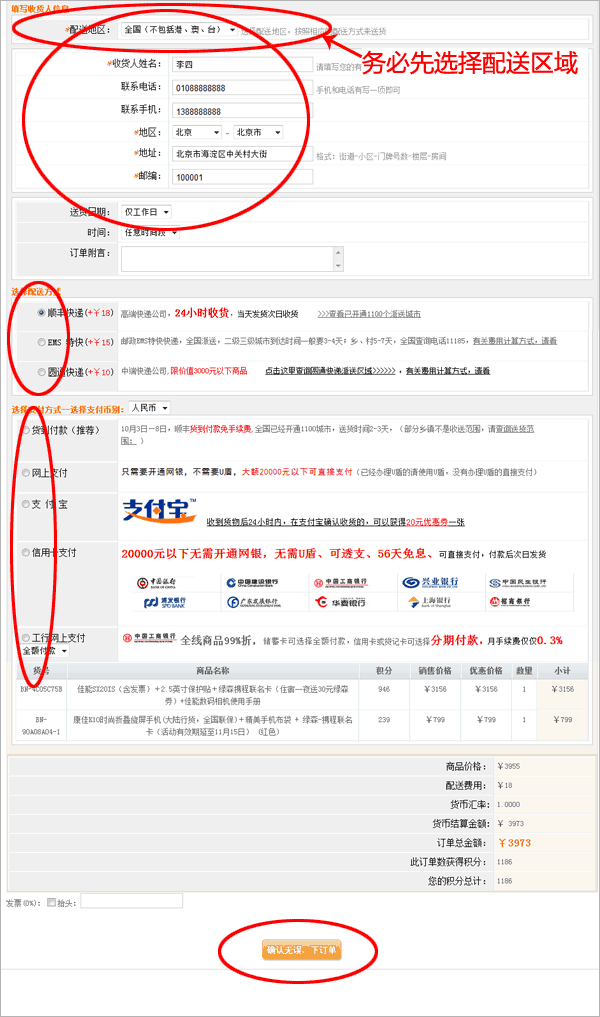 填写收货人信息
*配送地区： 全国（不包括港、澳、台） 配送方式来送货
务必先选择配送区域
*收货人姓名： 李四 请填写您的有
联系电话： 01088888888 手机和电话有写一项即可
联系手机： 1388888888
*地区： 北京 - 北京市
*地址： 北京市海淀区中关村大街 格式：街道-小区-门牌号数-楼层-房间
*邮编： 100001
送货日期： 仅工作日
时间： 任意时间段
订单附言：
选择配送方式
顺丰快递(+￥18) 高端快递公司，24小时收货，当天发货次日收货 >>>查看已开通1100个派送城市
EMS 特快(+￥15) 邮政EMS特快快递，全国派送，二级三级城市到达时间一般要3-4天；乡、村5-7天，全国查询电话11185，有关费用计算方式，请看
圆通快递(+￥10) 中端快递公司，限价值3000元以下商品 点击这里查询圆通快递派送区域>>>>>>，有关费用计算方式，请看
选择支付方式—选择支付币别： 人民币
货到付款（推荐） 10月3日—8日，顺丰货到付款免手续费，全国已经开通1100城市，送货时间2-3天，（部分乡镇不是收送范围，请查询送货范
围： ）
网上支付 只需要开通网银，不需要U盾，大额20000元以下可直接支付（已经办理U盾的请使用U盾，没有办理U盾的直接支付）
支 付 宝 支付宝™ 收到货物后24小时内，在支付宝确认收货的，可以获得20元优惠券一张
信用卡支付 20000元以下无需开通网银，无需U盾、可透支、56天免息、可直接支付，付款后次日发货
中国银行 中国建设银行 中国工商银行 兴业银行 中国民生银行
浦发银行 SPD BANK 广东发展银行 华夏银行 上海银行 Bank of Shanghai 招商银行
工行网上支付 中国工商银行 全线商品99%折，储蓄卡可选择全额付款，信用卡或贷记卡可选择分期付款，月手续费仅仅0.3%
全额付款
货号 商品名称 积分 销售价格 优惠价格 数量 小计
BN-4C05C75B 佳能SX20IS（含发票）+2.5英寸保护贴+绿森携程联名卡（住宿一夜送30元绿森 946 ￥3156 ￥3156 1 ￥3156
券）+佳能数码相机使用手册
BN- 康佳K10时尚折叠镜屏手机(大陆行货，全国联保)+精美手机布袋 + 绿森-携程联名 239 ￥799 ￥799 1 ￥799
90A08A04-1 卡（活动有效期延至11月15日）（红色）
商品价格： ￥3955
配送费用： ￥18
货币汇率： 1.0000
货币结算金额： ￥ 3973
订单总金额： ￥3973
此订单数获得积分： 1186
您的积分总计： 1186
发票(0%)： 抬头：
确认无误，下订单